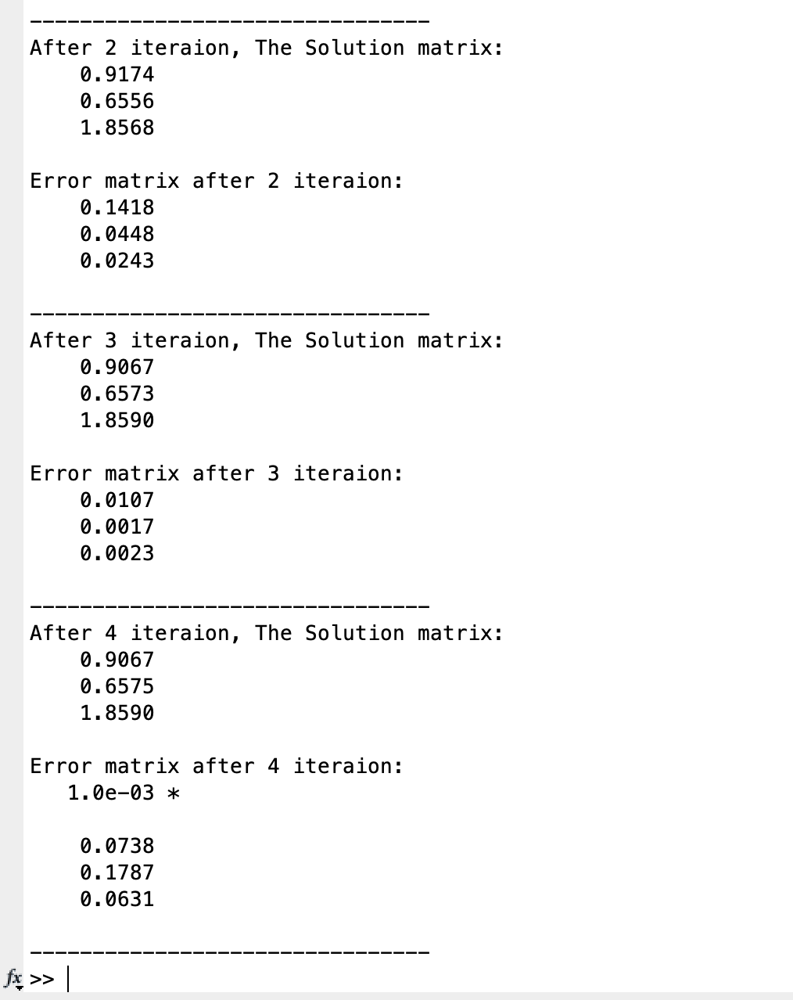 --------------------------------
After 2 iteraion, The Solution matrix:
0.9174
0.6556
1.8568
Error matrix after 2 iteraion:
0.1418
0.0448
0.0243
--------------------------------
After 3 iteraion, The Solution matrix:
0.9067
0.6573
1.8590
Error matrix after 3 iteraion:
0.0107
0.0017
0.0023
--------------------------------
After 4 iteraion, The Solution matrix:
0.9067
0.6575
1.8590
Error matrix after 4 iteraion:
1.0e-03 *
0.0738
0.1787
0.0631
--------------------------------
fx >>